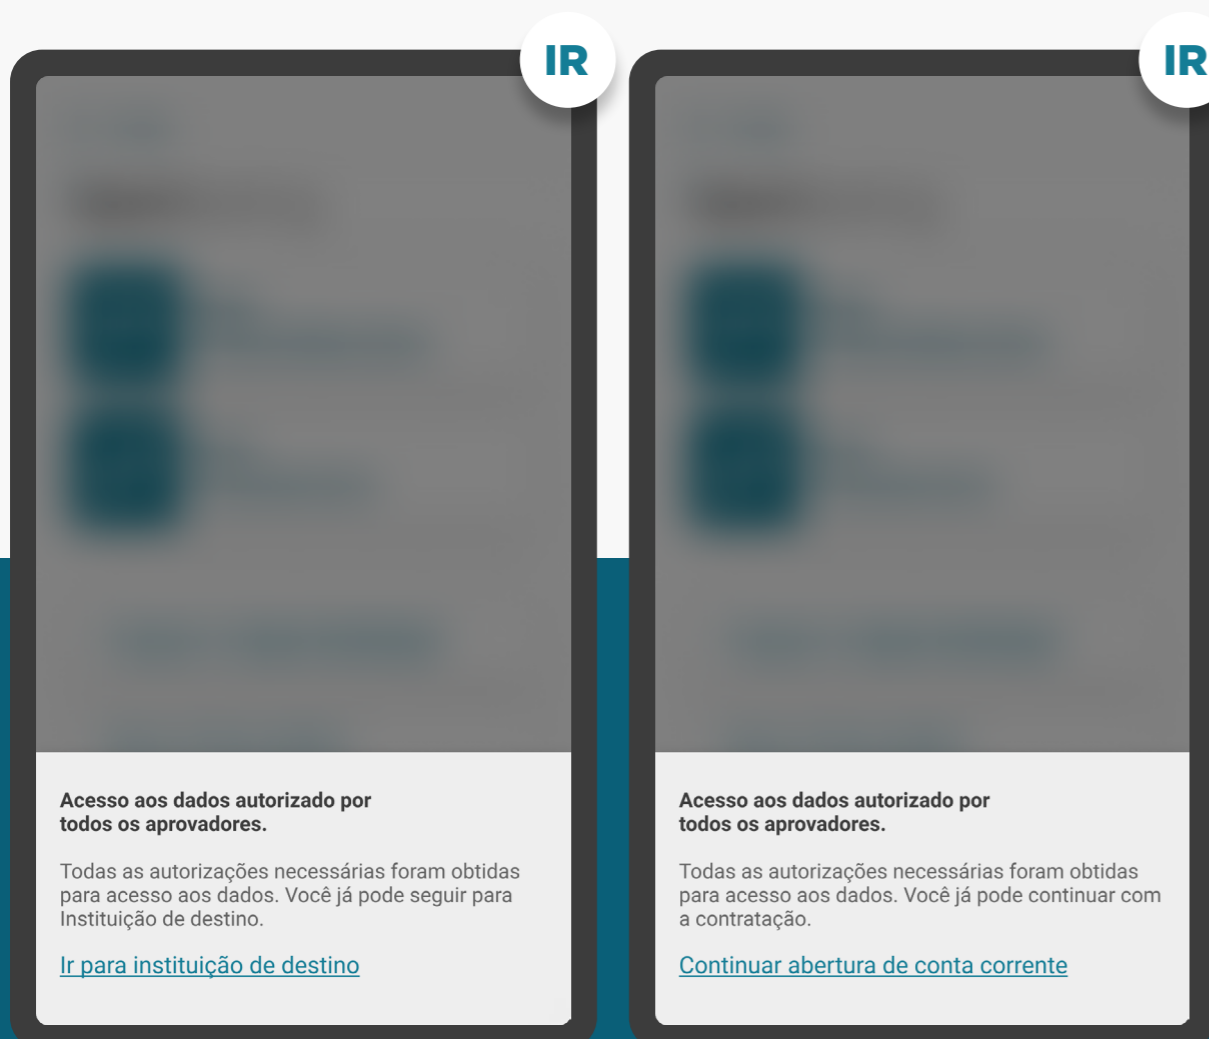 IR
Acesso aos dados autorizado por
todos os aprovadores.
Todas as autorizações necessárias foram obtidas
para acesso aos dados. Você já pode seguir para
Instituição de destino.
Ir para instituição de destino
IR
Acesso aos dados autorizado por
todos os aprovadores.
Todas as autorizações necessárias foram obtidas
para acesso aos dados. Você já pode continuar com
a contratação.
Continuar abertura de conta corrente